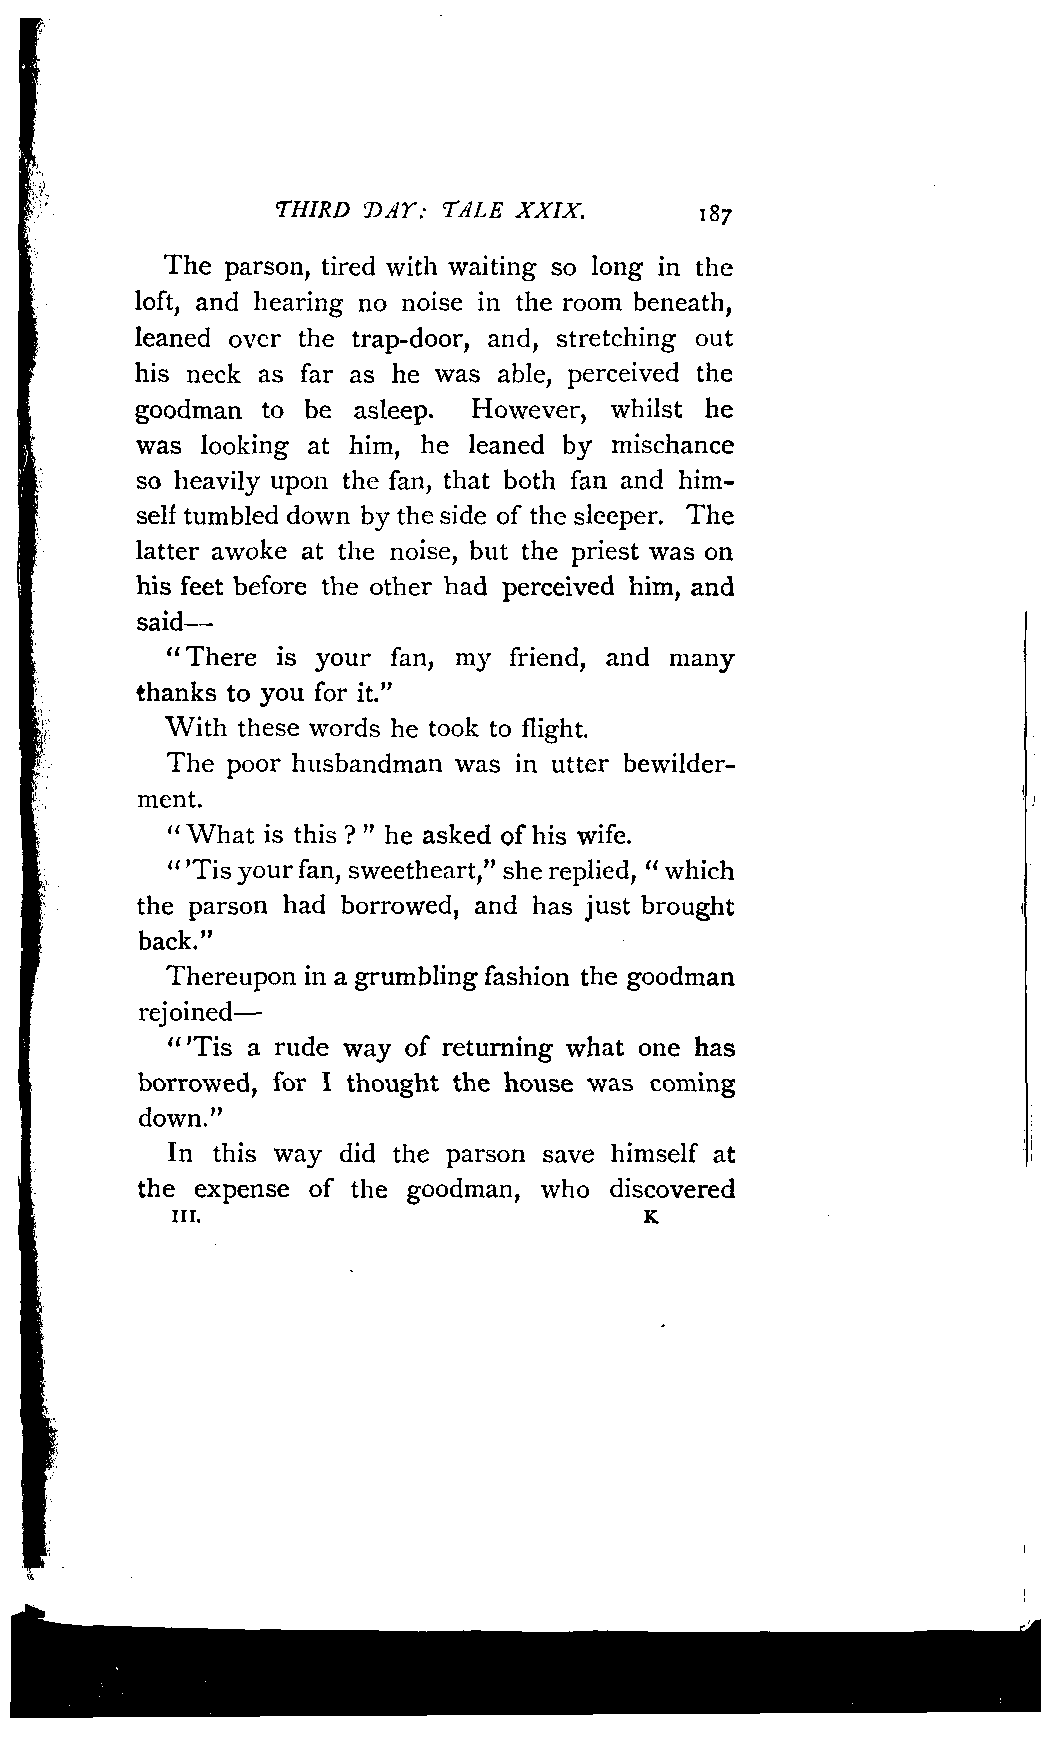 THIRD DAY: TALE XXIX. 187
The parson, tired with waiting so long in the
loft, and hearing no noise in the room beneath,
leaned over the trap-door, and, stretching out
his neck as far as he was able, perceived the
goodman to be asleep. However, whilst he
was looking at him, he leaned by mischance
so heavily upon the fan, that both fan and him-
self tumbled down by the side of the sleeper. The
latter awoke at the noise, but the priest was on
his feet before the other had perceived him, and
said—
"There is your fan, my friend, and many
thanks to you for it."
With these words he took to flight.
The poor husbandman was in utter bewilder-
ment.
"What is this?" he asked of his wife.
"'Tis your fan, sweetheart," she replied, "which
the parson had borrowed, and has just brought
back."
Thereupon in a grumbling fashion the goodman
rejoined—
"'Tis a rude way of returning what one has
borrowed, for I thought the house was coming
down."
In this way did the parson save himself at
the expense of the goodman, who discovered
III. K